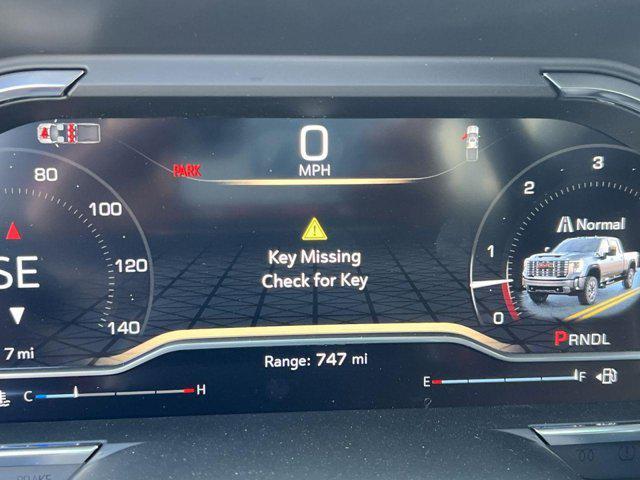 0
MPH
PARK
80
100
120
140
SE
7 mi
Key Missing
Check for Key
3
2
1
0
Normal
PRNDL
Range: 747 mi
C H
E F